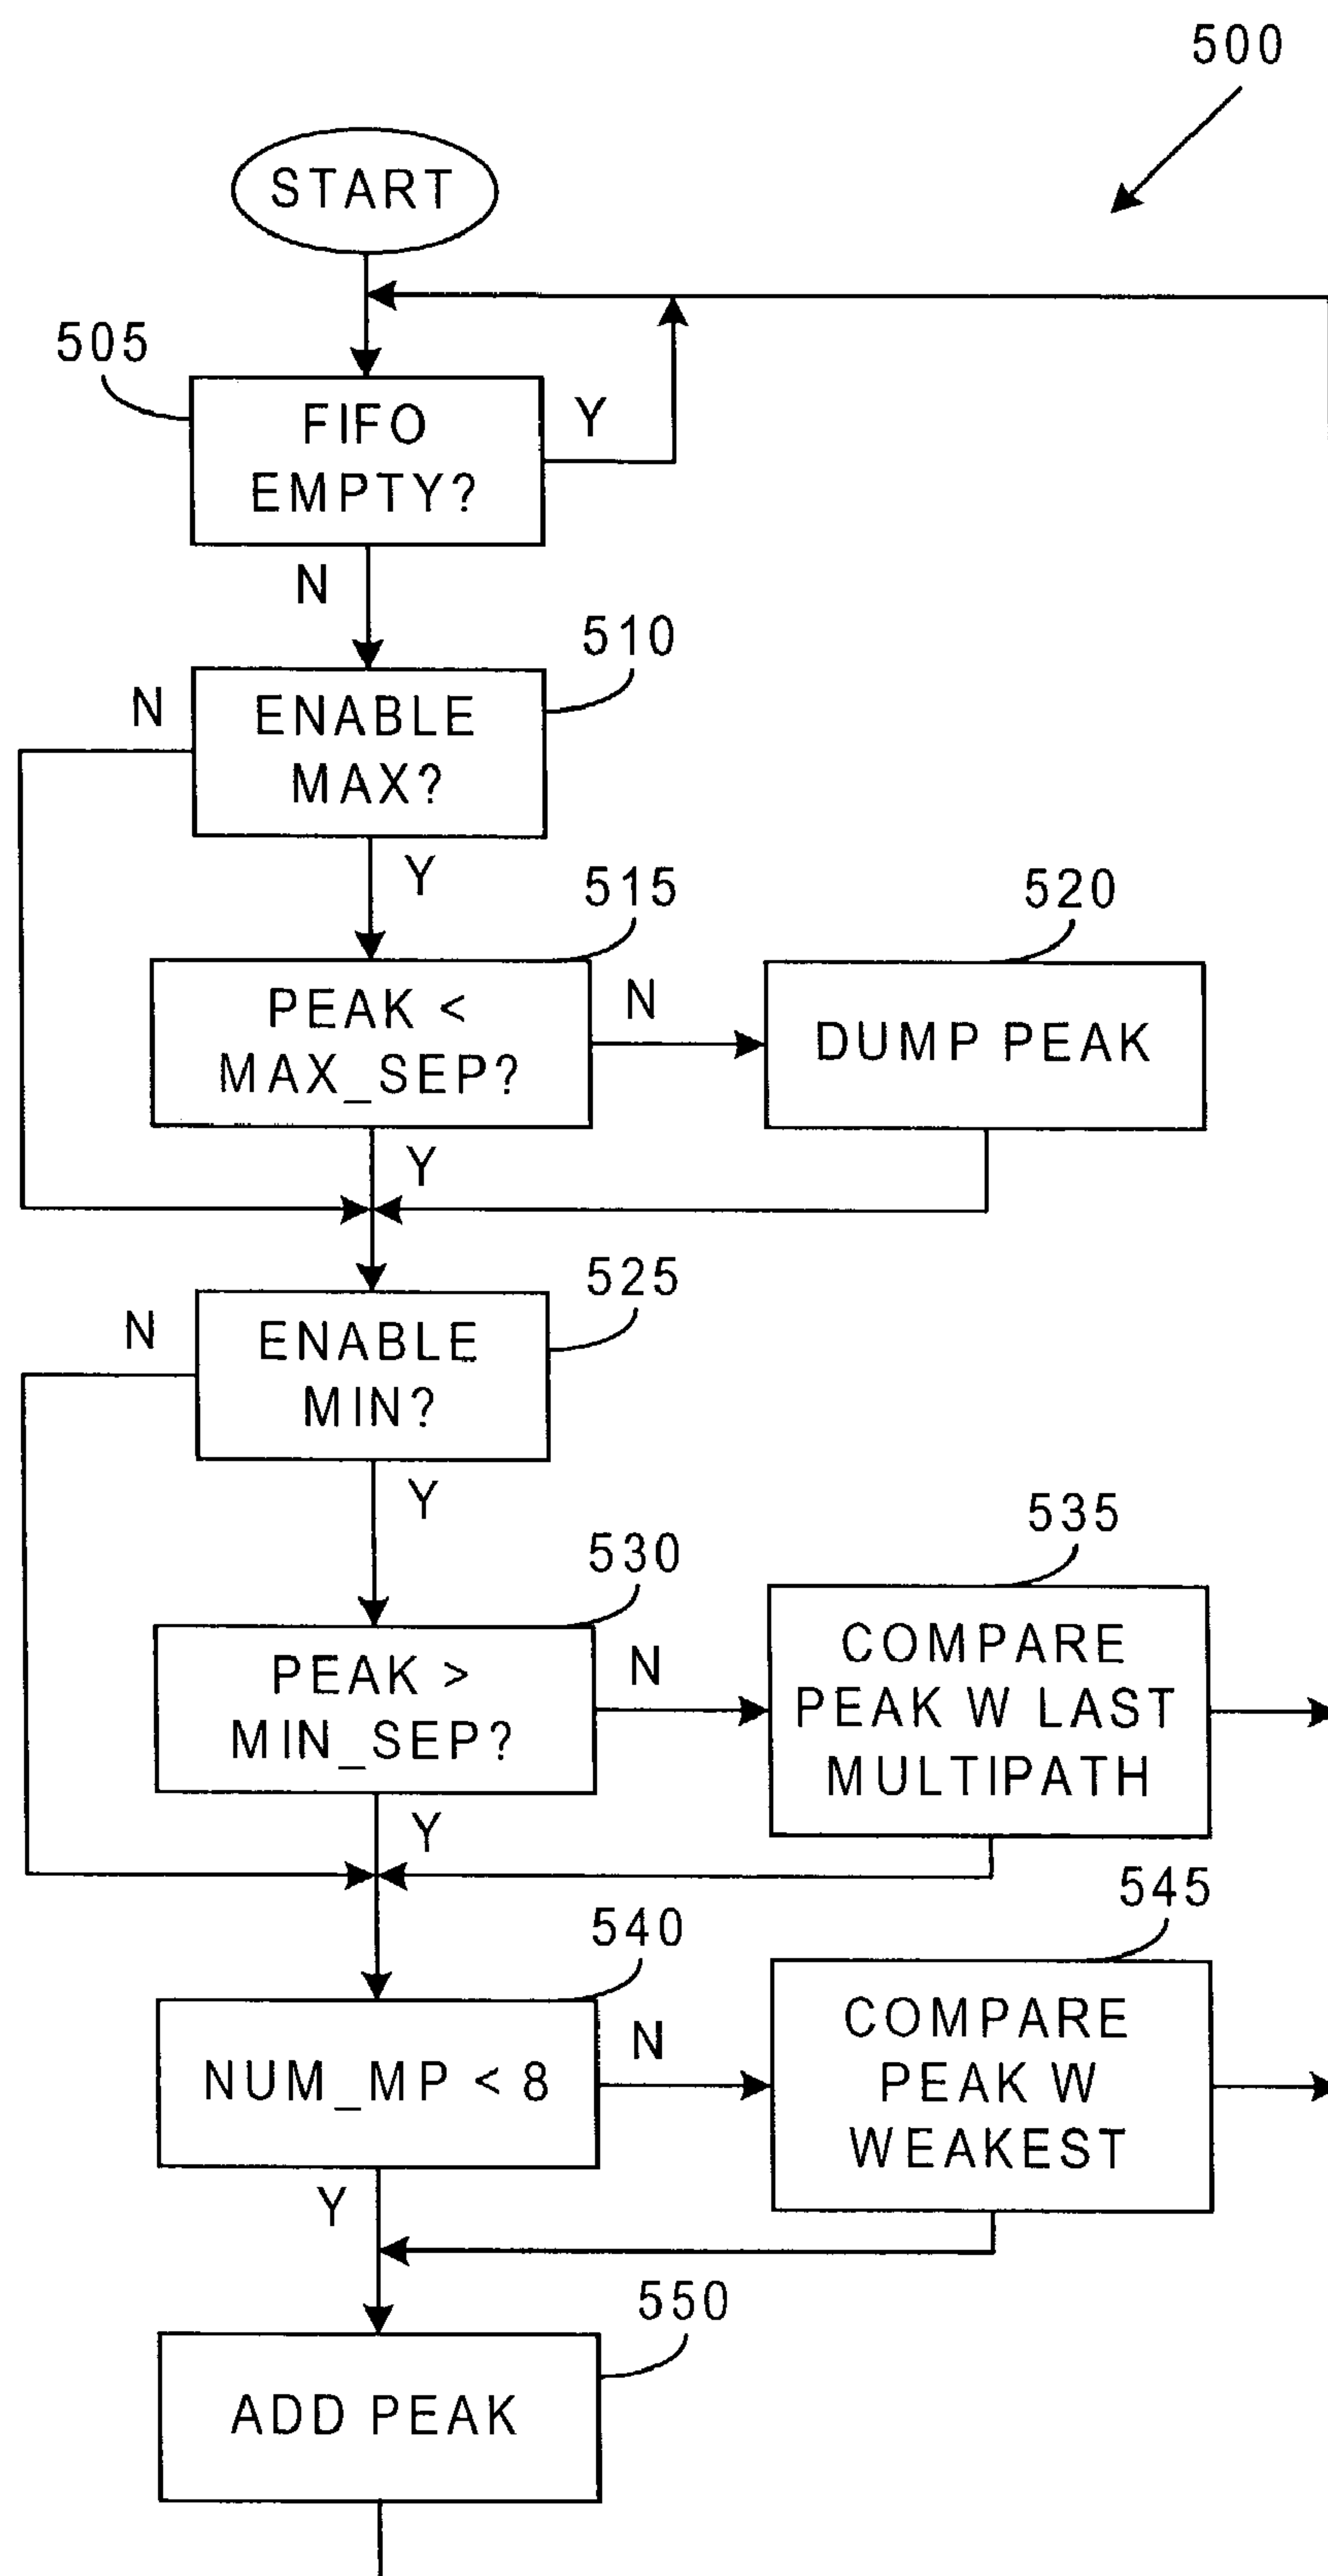 500
START
505
FIFO
EMPTY?
Y
N
510
N
ENABLE
MAX?
Y
515
520
PEAK <
MAX_SEP?
N
DUMP PEAK
Y
525
N
ENABLE
MIN?
Y
530
535
PEAK >
MIN_SEP?
N
COMPARE
PEAK W LAST
MULTIPATH
Y
540
545
NUM_MP < 8
N
COMPARE
PEAK W
WEAKEST
Y
550
ADD PEAK